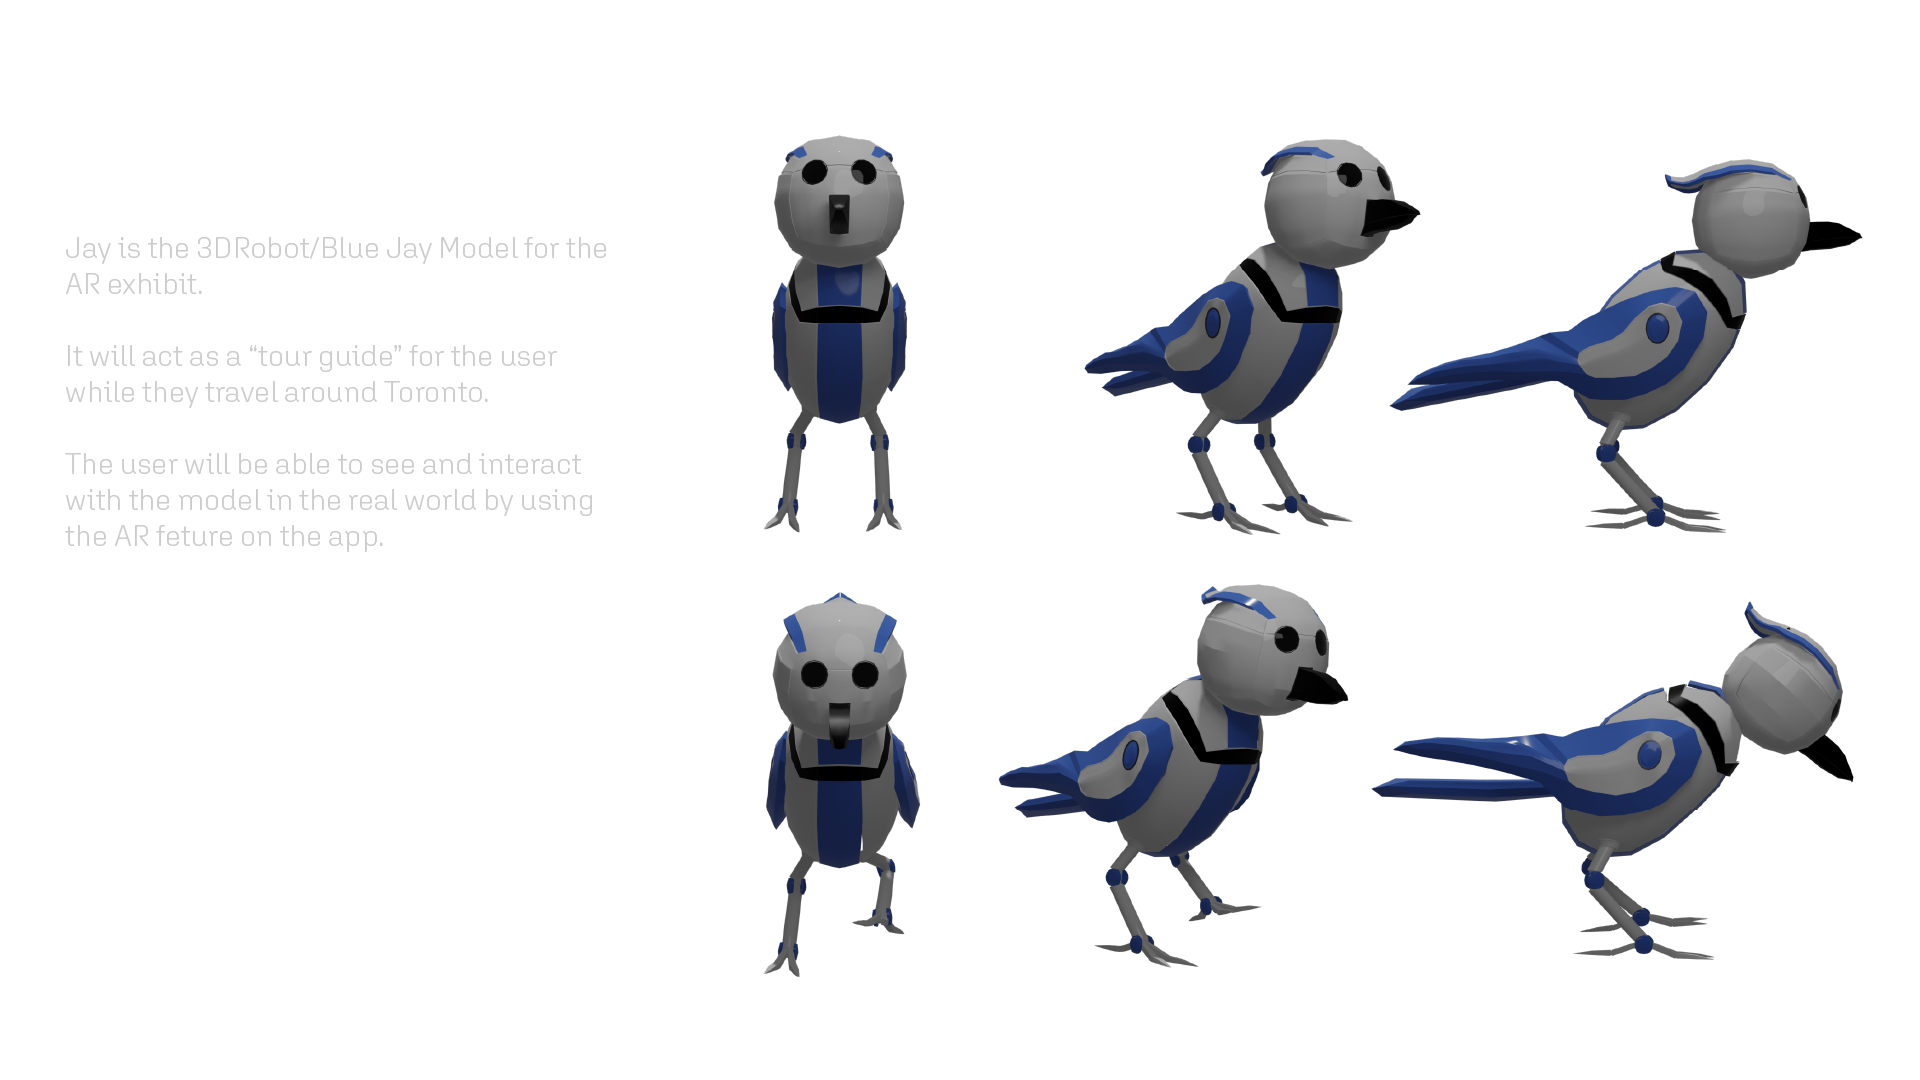 Jay is the 3DRobot/Blue Jay Model for the
AR exhibit.
It will act as a “tour guide” for the user
while they travel around Toronto.
The user will be able to see and interact
with the model in the real world by using
the AR feture on the app.